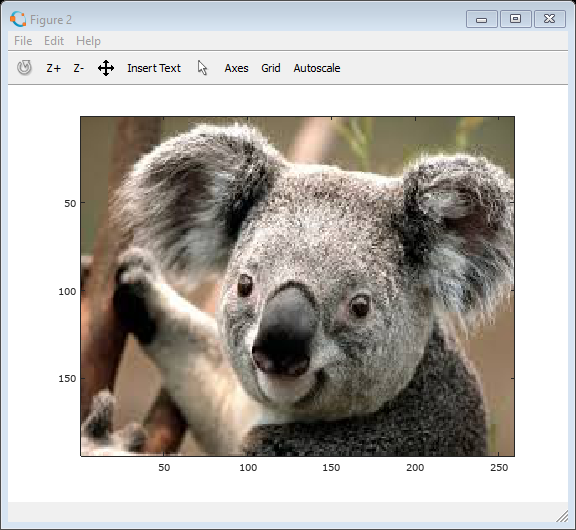 Figure 2
File Edit Help
Z+ Z- Insert Text Axes Grid Autoscale
50
100
150
50 100 150 200 250